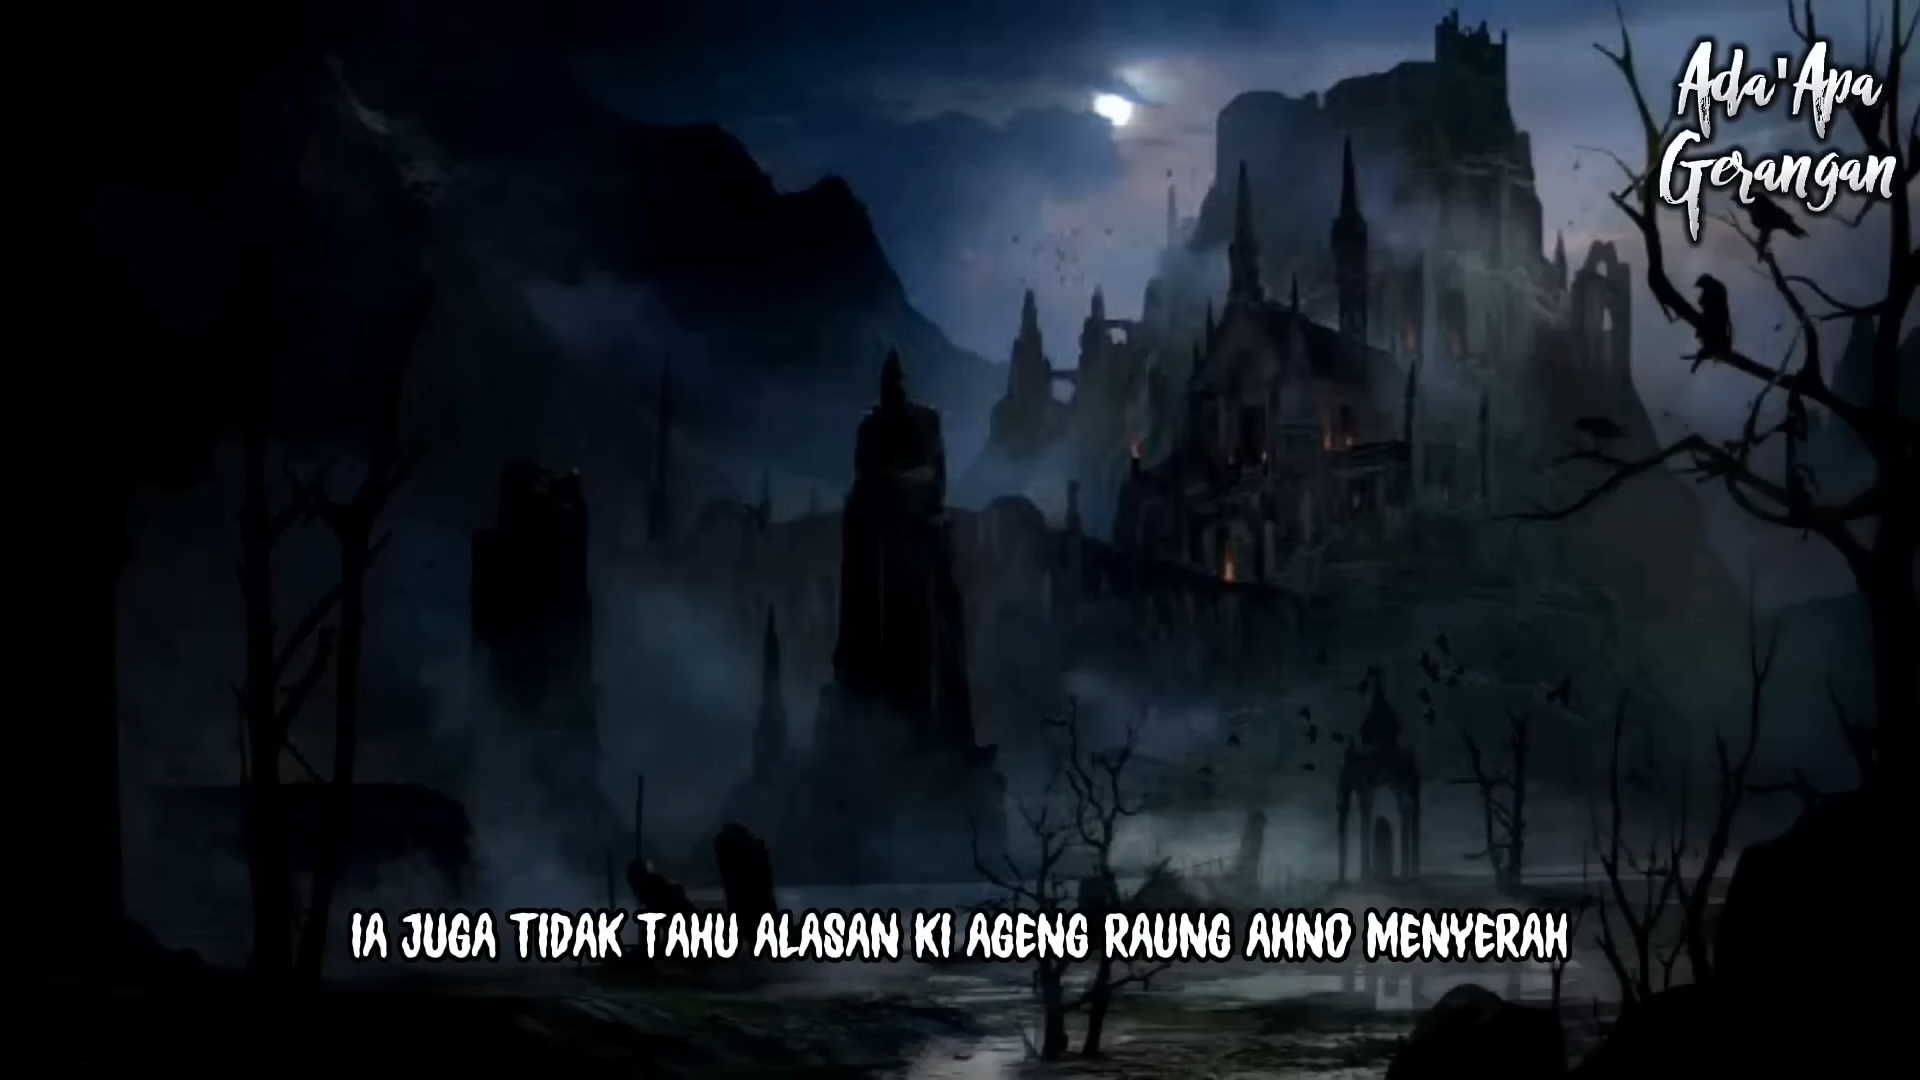 Ada'Apa
Gerangan
IA JUGA TIDAK TAHU ALASAN KI AGENG RAUNG AHNO MENYERAH